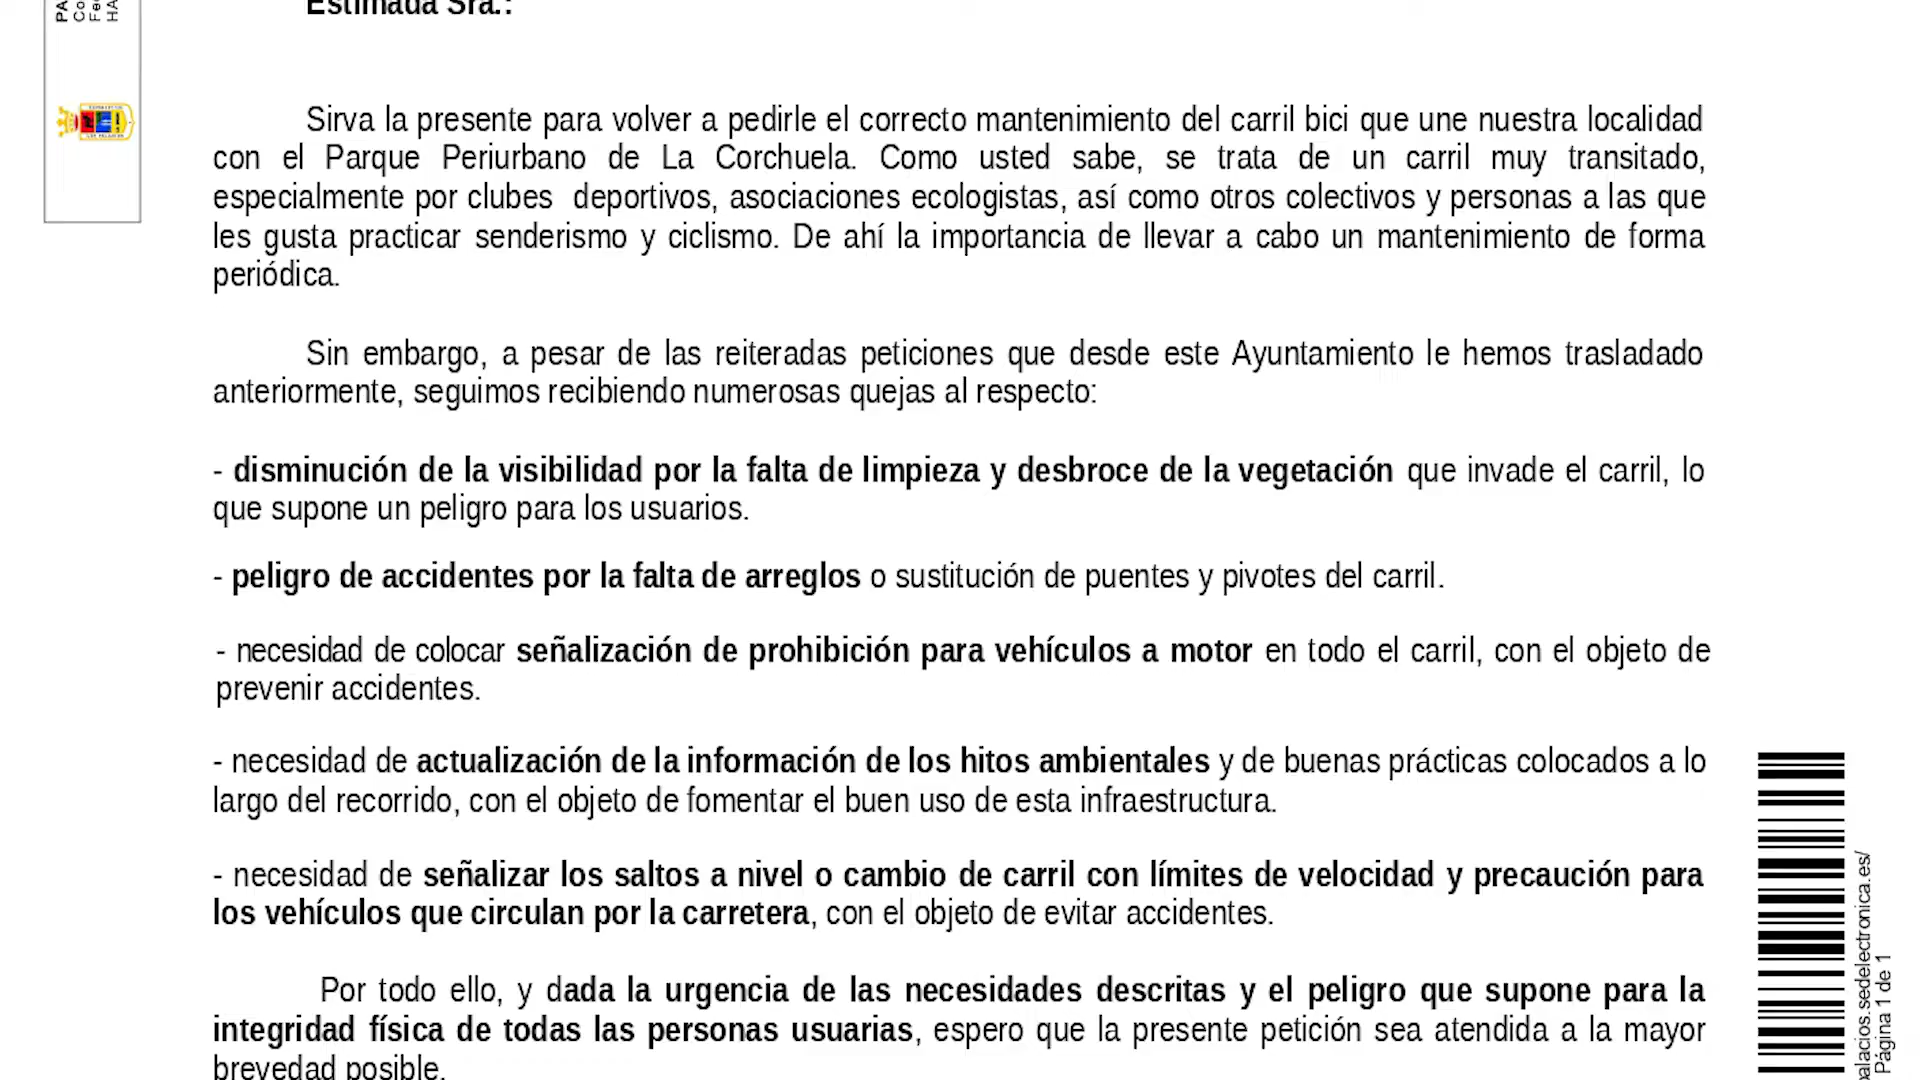 Estimada Sra.:
Sirva la presente para volver a pedirle el correcto mantenimiento del carril bici que une nuestra localidad
con el Parque Periurbano de La Corchuela. Como usted sabe, se trata de un carril muy transitado,
especialmente por clubes deportivos, asociaciones ecologistas, así como otros colectivos y personas a las que
les gusta practicar senderismo y ciclismo. De ahí la importancia de llevar a cabo un mantenimiento de forma
periódica.
Sin embargo, a pesar de las reiteradas peticiones que desde este Ayuntamiento le hemos trasladado
anteriormente, seguimos recibiendo numerosas quejas al respecto:
- disminución de la visibilidad por la falta de limpieza y desbroce de la vegetación que invade el carril, lo
que supone un peligro para los usuarios.
- peligro de accidentes por la falta de arreglos o sustitución de puentes y pivotes del carril.
- necesidad de colocar señalización de prohibición para vehículos a motor en todo el carril, con el objeto de
prevenir accidentes.
- necesidad de actualización de la información de los hitos ambientales y de buenas prácticas colocados a lo
largo del recorrido, con el objeto de fomentar el buen uso de esta infraestructura.
- necesidad de señalizar los saltos a nivel o cambio de carril con límites de velocidad y precaución para
los vehículos que circulan por la carretera, con el objeto de evitar accidentes.
Por todo ello, y dada la urgencia de las necesidades descritas y el peligro que supone para la
integridad física de todas las personas usuarias, espero que la presente petición sea atendida a la mayor
brevedad posible.
alacios.sedelectronica.es/
Página 1 de 1